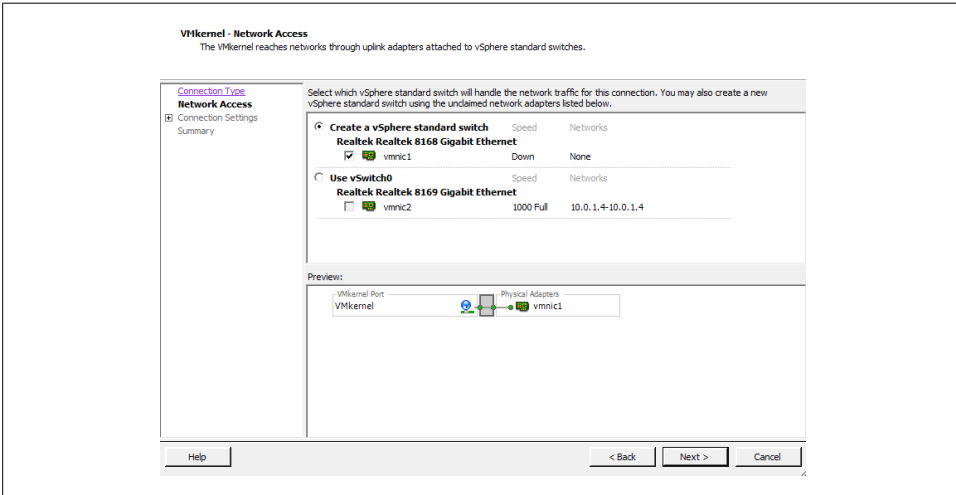 VMkernel - Network Access
The VMkernel reaches networks through uplink adapters attached to vSphere standard switches.
Connection Type
Network Access
Connection Settings
Summary
Select which vSphere standard switch will handle the network traffic for this connection. You may also create a new
vSphere standard switch using the unclaimed network adapters listed below.
Create a vSphere standard switch Speed Networks
Realtek Realtek 8168 Gigabit Ethernet
vmnic1 Down None
Use vSwitch0 Speed Networks
Realtek Realtek 8169 Gigabit Ethernet
vmnic2 1000 Full 10.0.1.4-10.0.1.4
Preview:
VMkernel Port Physical Adapters
VMkernel vmnic1
Help < Back Next > Cancel